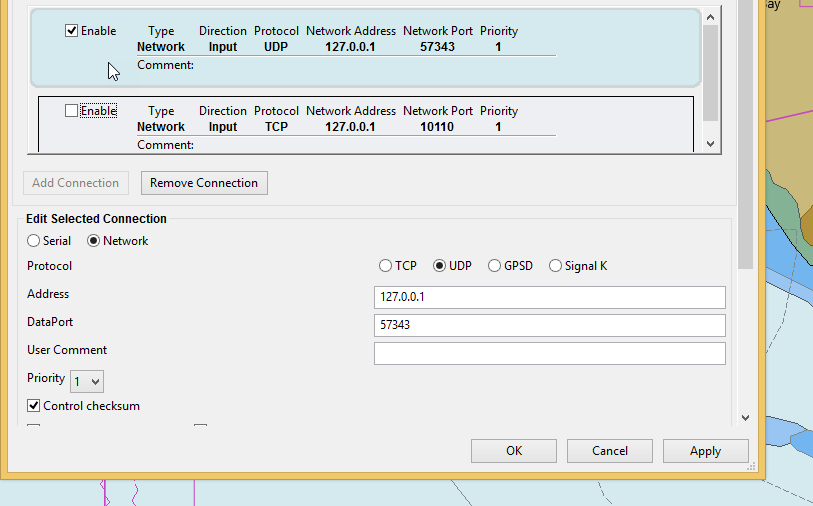 Enable Type Direction Protocol Network Address Network Port Priority
Network Input UDP 127.0.0.1 57343 1
Comment:
Enable Type Direction Protocol Network Address Network Port Priority
Network Input TCP 127.0.0.1 10110 1
Comment:
Add Connection Remove Connection
Edit Selected Connection
Serial Network
Protocol TCP UDP GPSD Signal K
Address 127.0.0.1
DataPort 57343
User Comment
Priority 1
Control checksum
OK Cancel Apply
ay